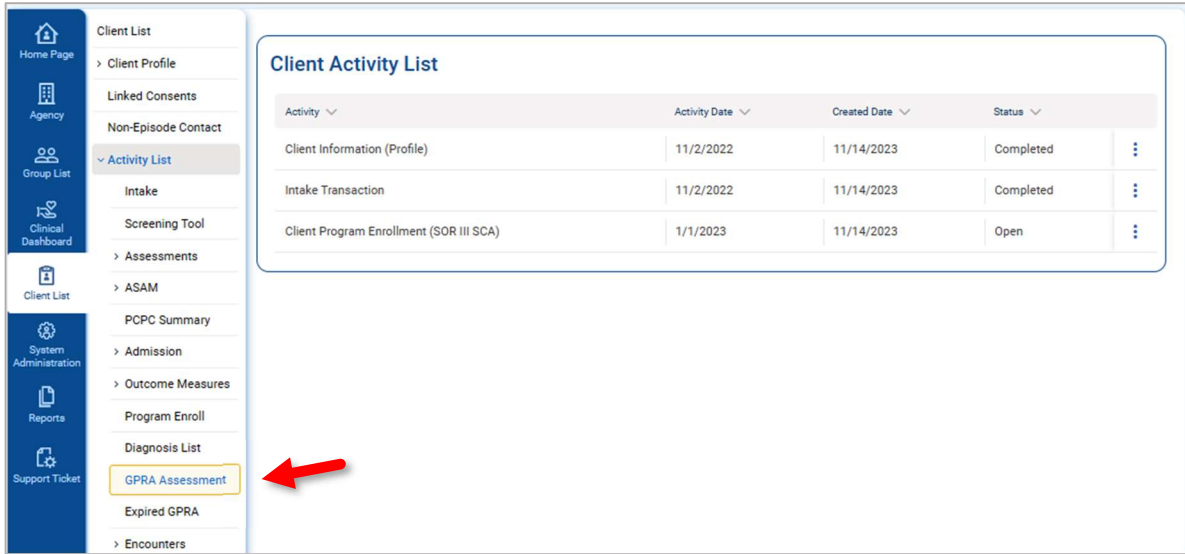 Home Page
Agency
Group List
Clinical
Dashboard
Client List
System
Administration
Reports
Support Ticket
Client List
> Client Profile
Linked Consents
Non-Episode Contact
Activity List
Intake
Screening Tool
> Assessments
> ASAM
PCPC Summary
> Admission
> Outcome Measures
Program Enroll
Diagnosis List
GPRA Assessment
Expired GPRA
> Encounters
Client Activity List
Activity Activity Date Created Date Status
Client Information (Profile) 11/2/2022 11/14/2023 Completed
Intake Transaction 11/2/2022 11/14/2023 Completed
Client Program Enrollment (SOR III SCA) 1/1/2023 11/14/2023 Open